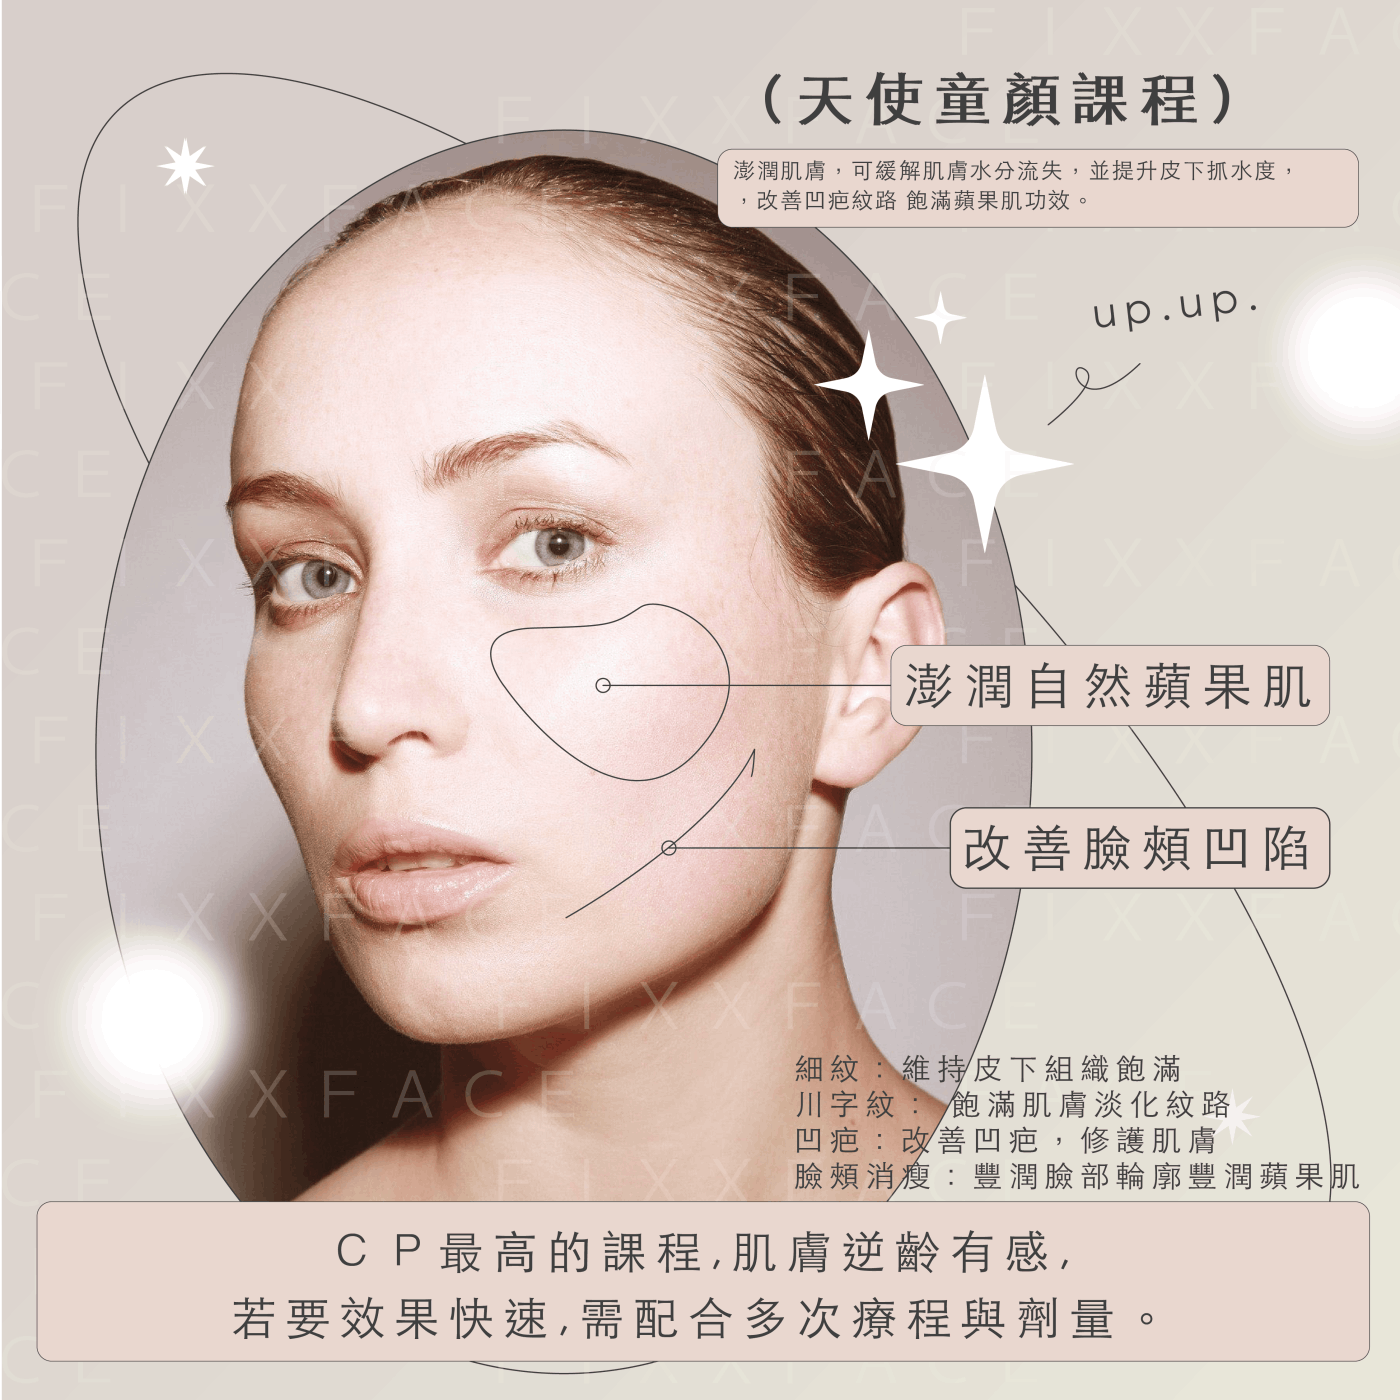 (天使童顏課程)
澎潤肌膚，可緩解肌膚水分流失，並提升皮下抓水度，
，改善凹疤紋路 飽滿蘋果肌功效。
up.up.
澎潤自然蘋果肌
改善臉頰凹陷
細紋：維持皮下組織飽滿
川字紋： 飽滿肌膚淡化紋路
凹疤：改善凹疤，修護肌膚
臉頰消瘦：豐潤臉部輪廓豐潤蘋果肌
CP最高的課程,肌膚逆齡有感,
若要效果快速,需配合多次療程與劑量。
FIXXFACE